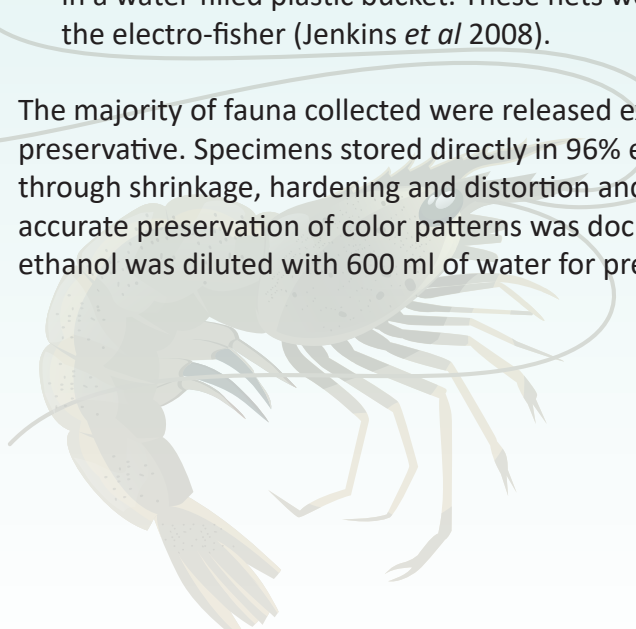 in a water-filled plastic bucket. These nets
the electro-fisher (Jenkins et al 2008).
The majority of fauna collected were released
preservative. Specimens stored directly in 96%
through shrinkage, hardening and distortion and
accurate preservation of color patterns was
ethanol was diluted with 600 ml of water for